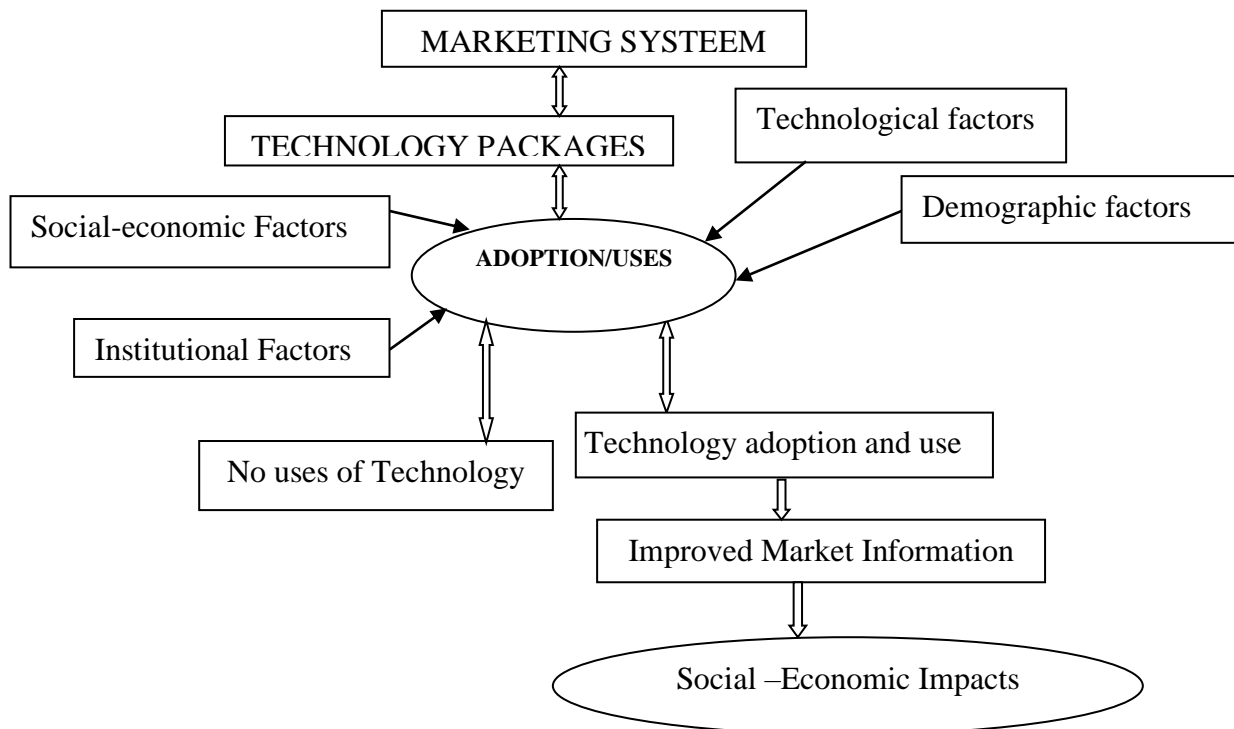 MARKETING SYSTEEM
Technological factors
TECHNOLOGY PACKAGES
Demographic factors
Social-economic Factors
ADOPTION/USES
Institutional Factors
Technology adoption and use
No uses of Technology
Improved Market Information
Social –Economic Impacts